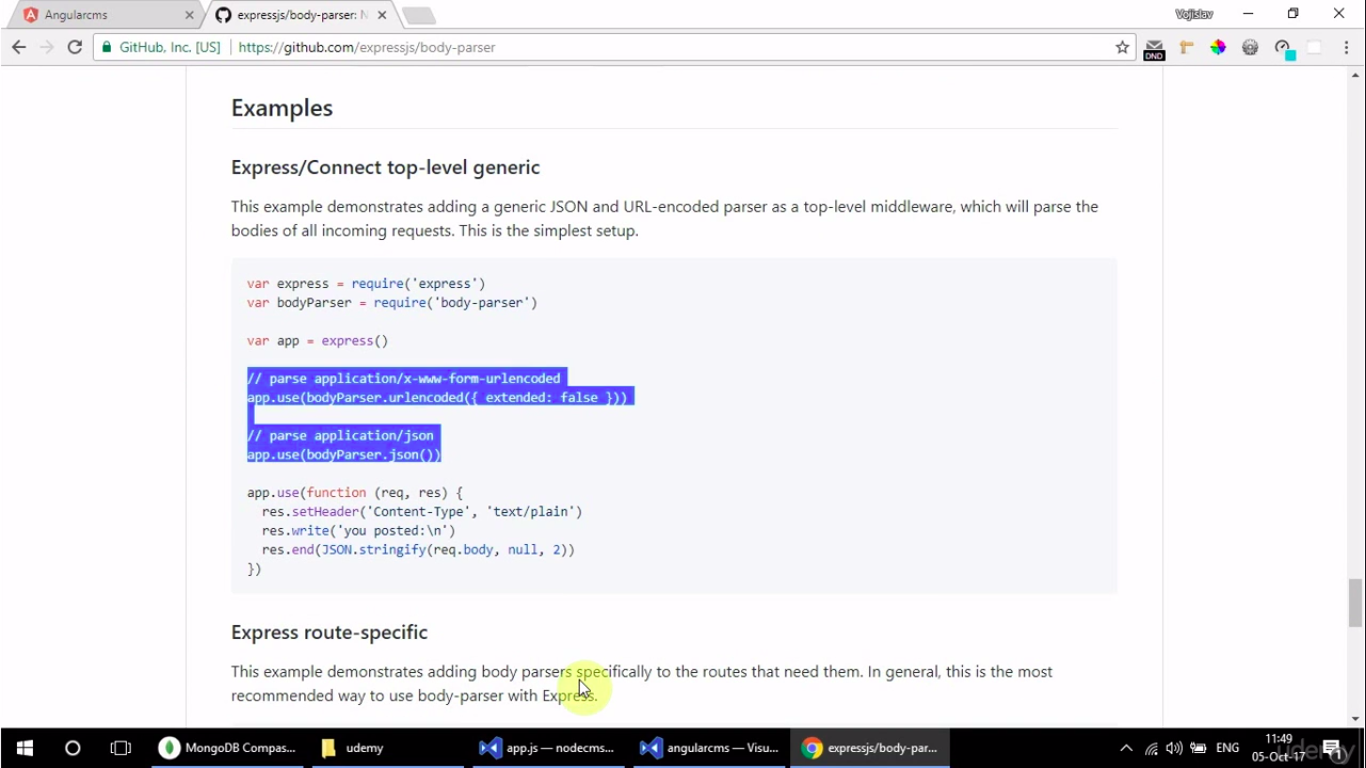 Angularcms
expressjs/body-parser: N
Vojislav
GitHub, Inc. [US]
https://github.com/expressjs/body-parser
DND
Examples
Express/Connect top-level generic
This example demonstrates adding a generic JSON and URL-encoded parser as a top-level middleware, which will parse the
bodies of all incoming requests. This is the simplest setup.
var express = require('express')
var bodyParser = require('body-parser')
var app = express()
// parse application/x-www-form-urlencoded
app.use(bodyParser.urlencoded({ extended: false }))
// parse application/json
app.use(bodyParser.json())
app.use(function (req, res) {
  res.setHeader('Content-Type', 'text/plain')
  res.write('you posted:\n')
  res.end(JSON.stringify(req.body, null, 2))
})
Express route-specific
This example demonstrates adding body parsers specifically to the routes that need them. In general, this is the most
recommended way to use body-parser with Express.
MongoDB Compas...
udemy
app.js — nodecms...
angularcms — Visu...
expressjs/body-par...
ENG
11:49
05-Oct-17
1
udemy